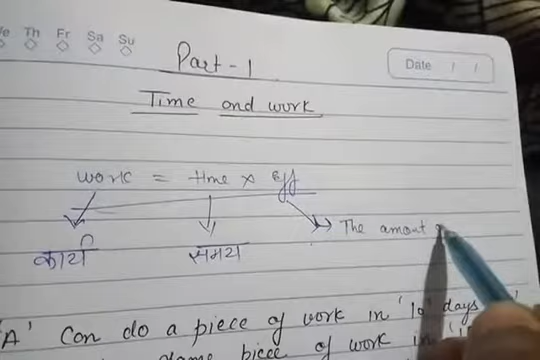 Th Fr Sa Su
Date / /
Part-1
Time and work
work = time × Eff
The amount
कार्य समय
'A' Can do a piece of work in '10' days
same piece of work in